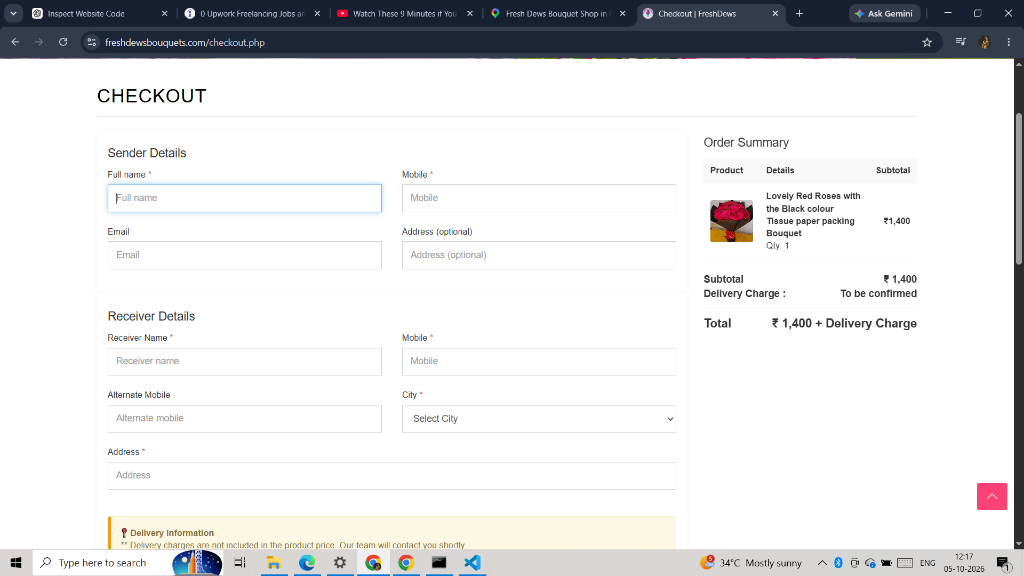 Inspect Website Code
0 Upwork Freelancing Jobs ar
Watch These 9 Minutes if You
Fresh Dews Bouquet Shop in
Checkout | FreshDews
Ask Gemini
freshdewsbouquets.com/checkout.php
CHECKOUT
Sender Details
Full name *
Mobile *
Full name
Mobile
Email
Address (optional)
Email
Address (optional)
Receiver Details
Receiver Name *
Mobile *
Receiver name
Mobile
Alternate Mobile
City *
Alternate mobile
Select City
Address *
Address
Delivery Information
** Delivery charges are not included in the product price. Our team will contact you shortly
Order Summary
Product Details Subtotal
Lovely Red Roses with
the Black colour
Tissue paper packing
Bouquet
Qty. 1
₹1,400
Subtotal ₹ 1,400
Delivery Charge : To be confirmed
Total ₹ 1,400 + Delivery Charge
Type here to search
34°C Mostly sunny
ENG
12:17
05-10-2026